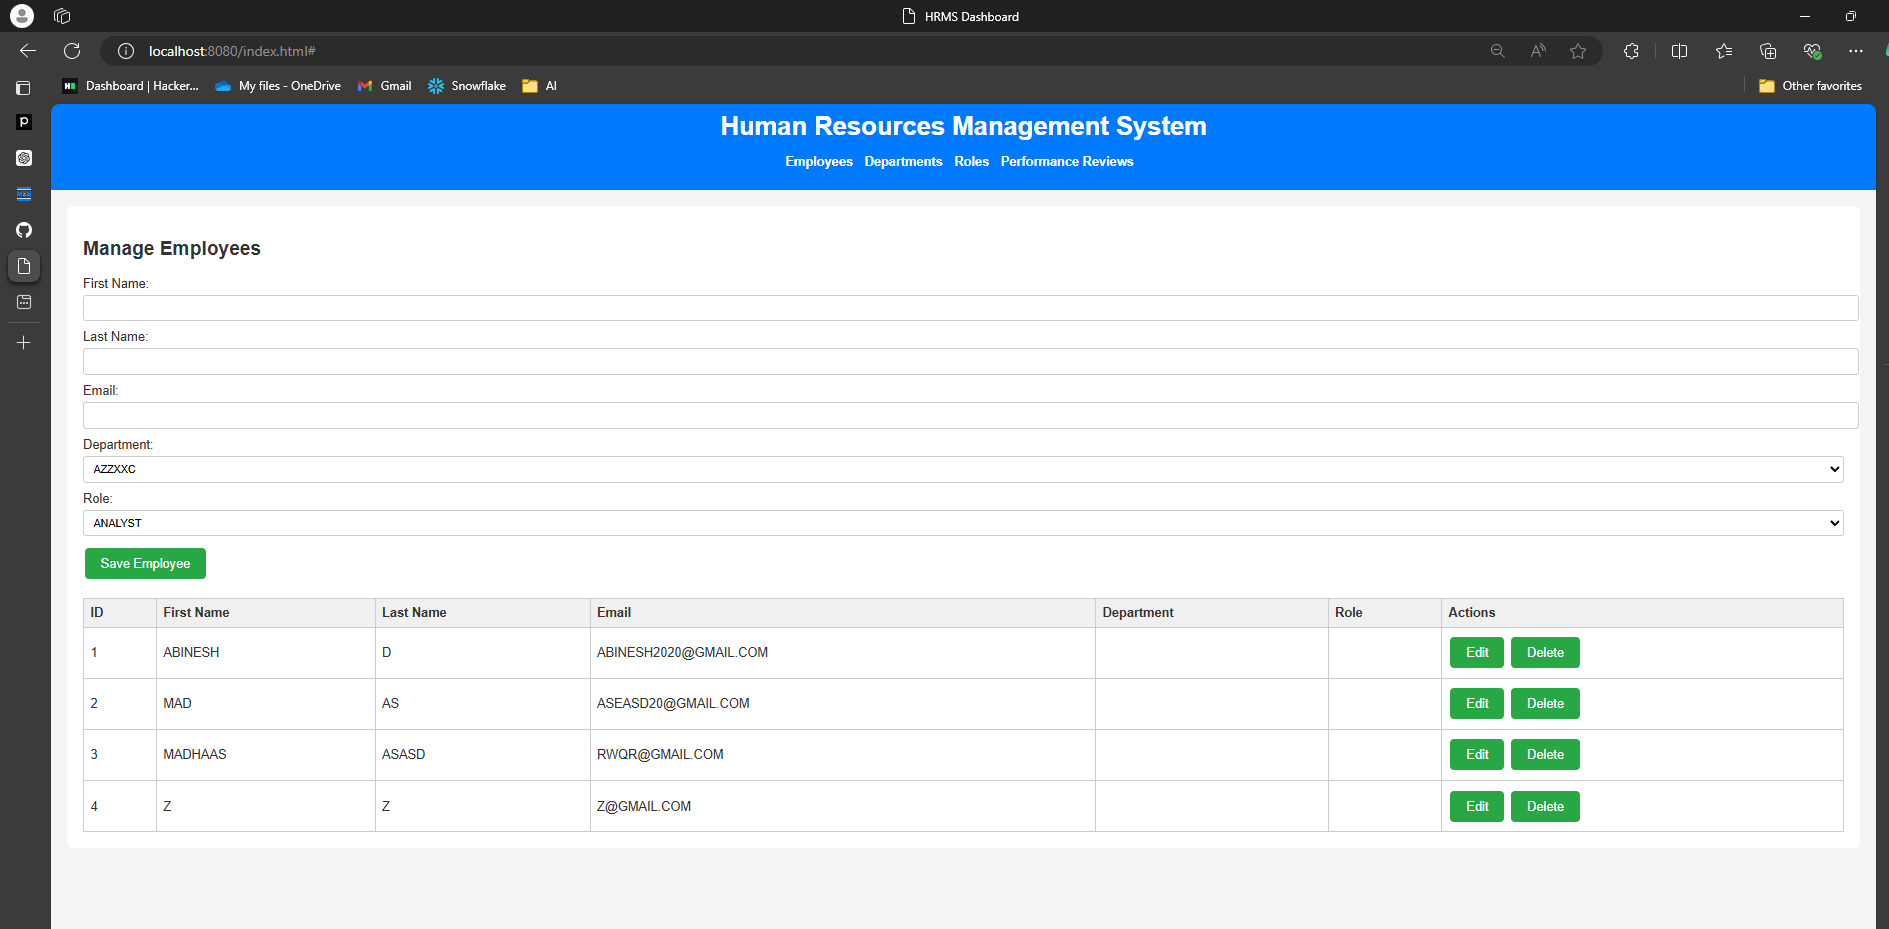 HRMS Dashboard
localhost:8080/index.html#
Dashboard | Hacker... My files - OneDrive Gmail Snowflake AI Other favorites
Human Resources Management System
Employees Departments Roles Performance Reviews
Manage Employees
First Name:
Last Name:
Email:
Department:
AZZXXC
Role:
ANALYST
Save Employee
ID First Name Last Name Email Department Role Actions
1 ABINESH D ABINESH2020@GMAIL.COM Edit Delete
2 MAD AS ASEASD20@GMAIL.COM Edit Delete
3 MADHAAS ASASD RWQR@GMAIL.COM Edit Delete
4 Z Z Z@GMAIL.COM Edit Delete